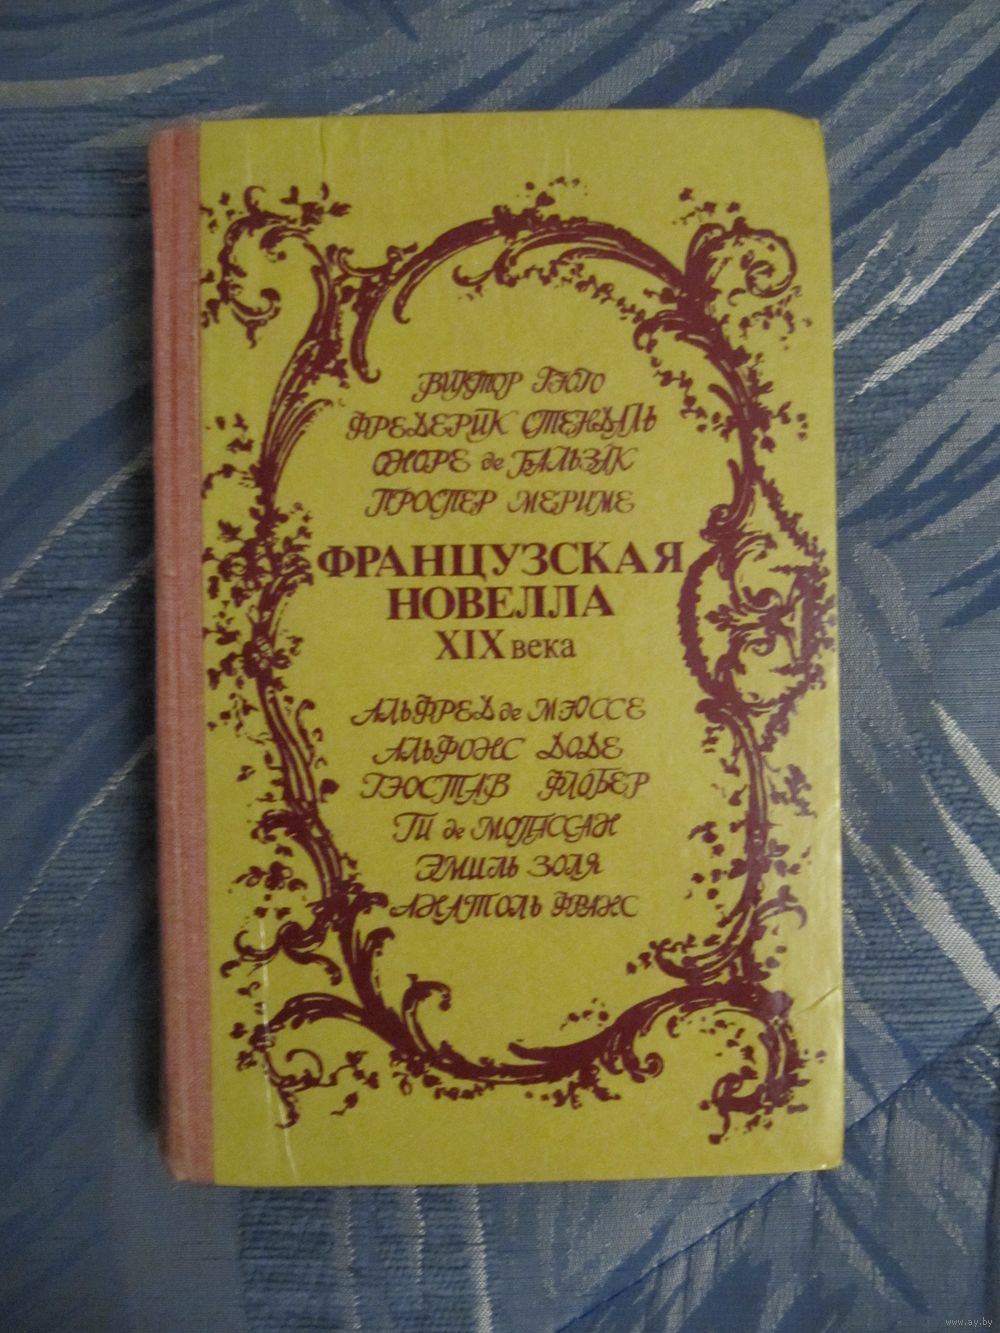 ВИКТОР ГЮГО
ФРЕДЕРИК СТЕНДАЛЬ
ОНОРЕ де БАЛЬЗАК
ПРОСПЕР МЕРИМЕ
ФРАНЦУЗСКАЯ
НОВЕЛЛА
XIX века
АЛЬФРЕД де МЮССЕ
АЛЬФОНС ДОДЕ
ГЮСТАВ ФЛОБЕР
ГИ де МОПАССАН
ЭМИЛЬ ЗОЛЯ
АНАТОЛЬ ФРАНС
www.ay.by